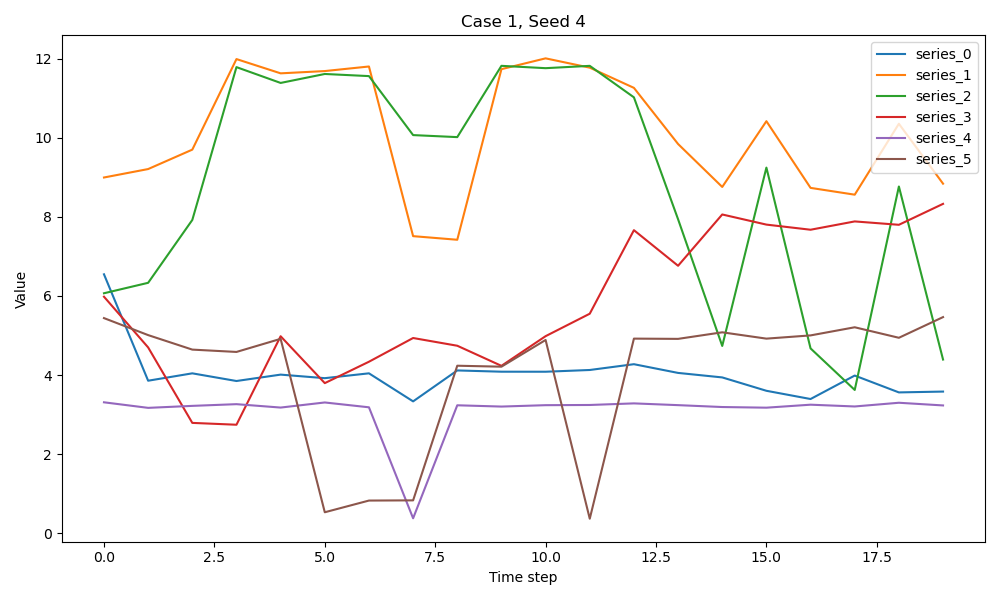 Case 1, Seed 4
series_0
series_1
series_2
series_3
series_4
series_5
Value
12
10
8
6
4
2
0
0.0 2.5 5.0 7.5 10.0 12.5 15.0 17.5
Time step